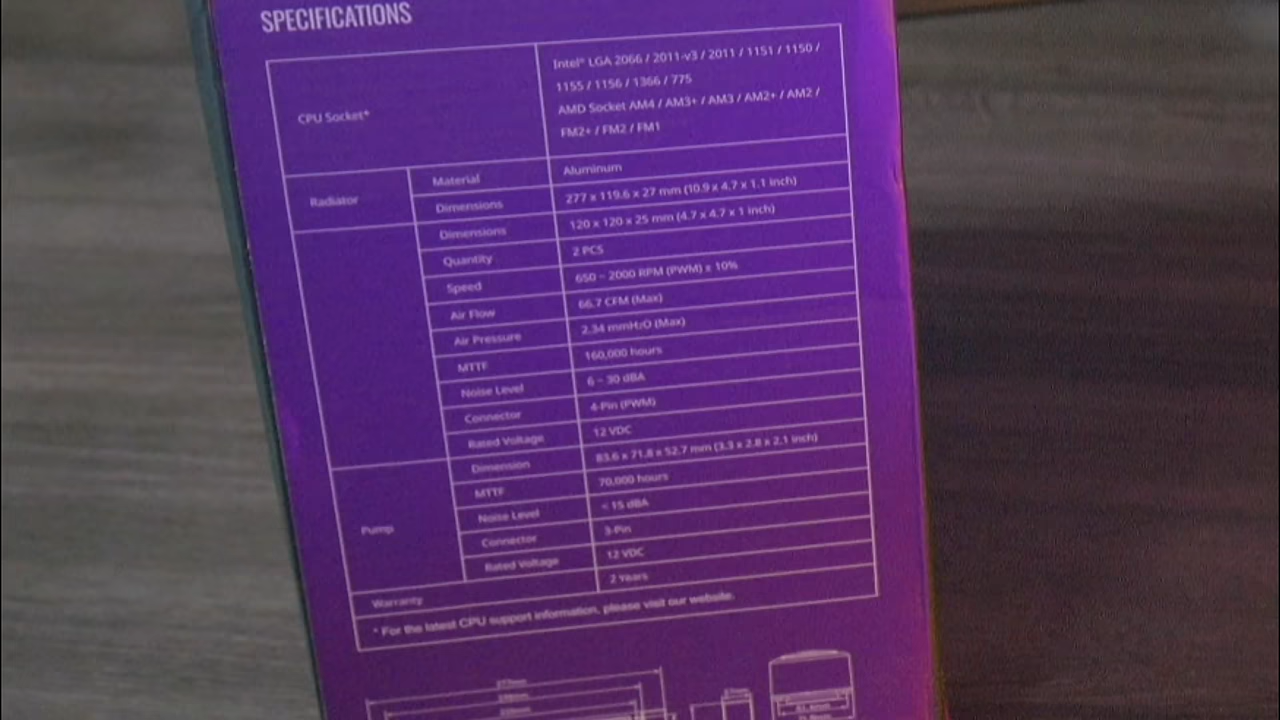 SPECIFICATIONS
CPU Socket*
Intel® LGA 2066 / 2011-v3 / 2011 / 1151 / 1150 /
1155 / 1156 / 1366 / 775
AMD Socket AM4 / AM3+ / AM3 / AM2+ / AM2 /
FM2+ / FM2 / FM1
Radiator
Material Aluminum
Dimensions 277 x 119.6 x 27 mm (10.9 x 4.7 x 1.1 inch)
Dimensions 120 x 120 x 25 mm (4.7 x 4.7 x 1 inch)
Quantity 2 PCS
Speed 650 ~ 2000 RPM (PWM) ± 10%
Air Flow 66.7 CFM (Max)
Air Pressure 2.34 mmH₂O (Max)
MTTF 160,000 hours
Noise Level 6 ~ 30 dBA
Connector 4-Pin (PWM)
Rated Voltage 12 VDC
Pump
Dimension 83.6 x 71.8 x 52.7 mm (3.3 x 2.8 x 2.1 inch)
MTTF 70,000 hours
Noise Level < 15 dBA
Connector 3-Pin
Rated Voltage 12 VDC
Warranty 2 Years
* For the latest CPU support information, please visit our website.
277mm
27mm